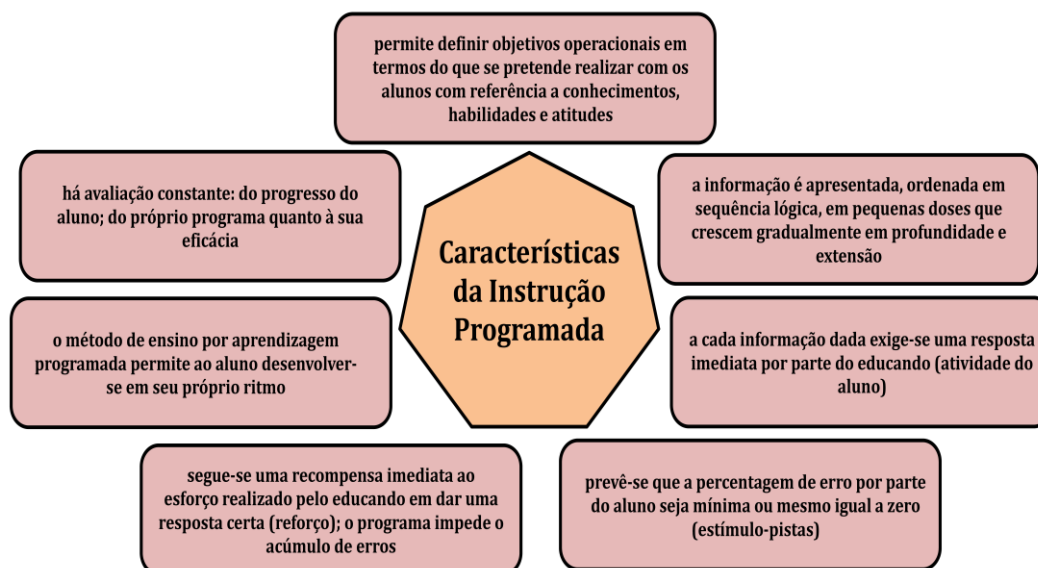 permite definir objetivos operacionais em
termos do que se pretende realizar com os
alunos com referência a conhecimentos,
habilidades e atitudes
há avaliação constante: do progresso do
aluno; do próprio programa quanto à sua
eficácia
a informação é apresentada, ordenada em
sequência lógica, em pequenas doses que
crescem gradualmente em profundidade e
extensão
Características
da Instrução
Programada
o método de ensino por aprendizagem
programada permite ao aluno desenvolver-
se em seu próprio ritmo
a cada informação dada exige-se uma resposta
imediata por parte do educando (atividade do
aluno)
segue-se uma recompensa imediata ao
esforço realizado pelo educando em dar uma
resposta certa (reforço); o programa impede o
acúmulo de erros
prevê-se que a percentagem de erro por parte
do aluno seja mínima ou mesmo igual a zero
(estímulo-pistas)